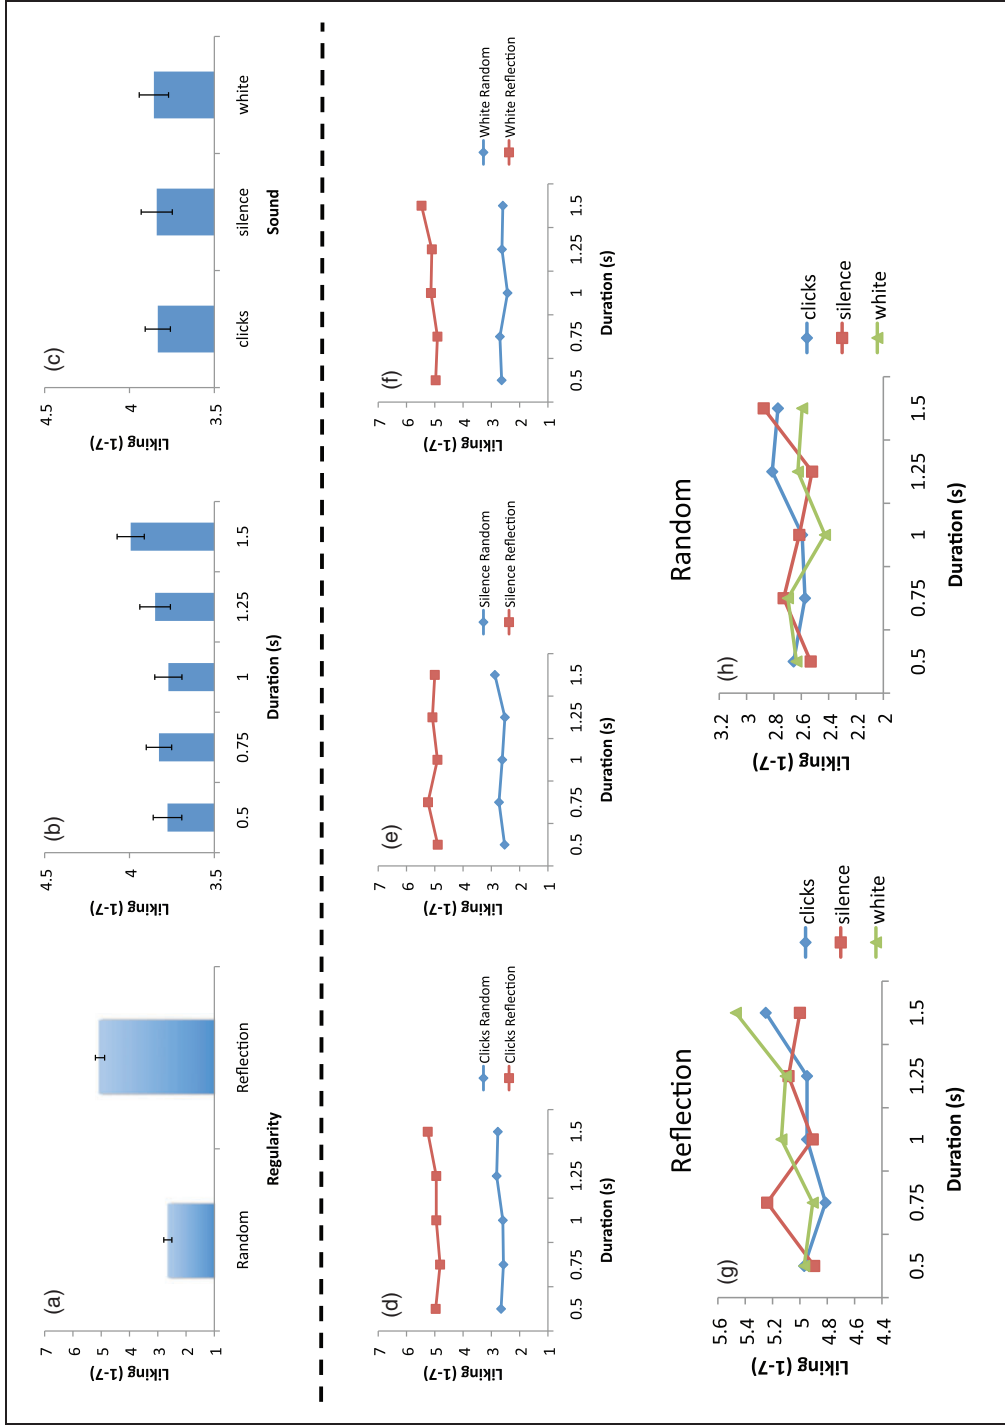 (a)
7
6
5
4
3
2
1
Liking (1-7)
Random
Reflection
Regularity
(b)
4.5
4
3.5
Liking (1-7)
0.5
0.75
1
1.25
1.5
Duration (s)
(c)
4.5
4
3.5
Liking (1-7)
clicks
silence
white
Sound
(d)
7
6
5
4
3
2
1
Liking (1-7)
0.5
0.75
1
1.25
1.5
Duration (s)
Clicks Random
Clicks Reflection
(e)
7
6
5
4
3
2
1
Liking (1-7)
0.5
0.75
1
1.25
1.5
Duration (s)
Silence Random
Silence Reflection
(f)
7
6
5
4
3
2
1
Liking (1-7)
0.5
0.75
1
1.25
1.5
Duration (s)
White Random
White Reflection
(g)
Reflection
5.6
5.4
5.2
5
4.8
4.6
4.4
Liking (1-7)
0.5
0.75
1
1.25
1.5
Duration (s)
clicks
silence
white
(h)
Random
3.2
3
2.8
2.6
2.4
2.2
2
Liking (1-7)
0.5
0.75
1
1.25
1.5
Duration (s)
clicks
silence
white